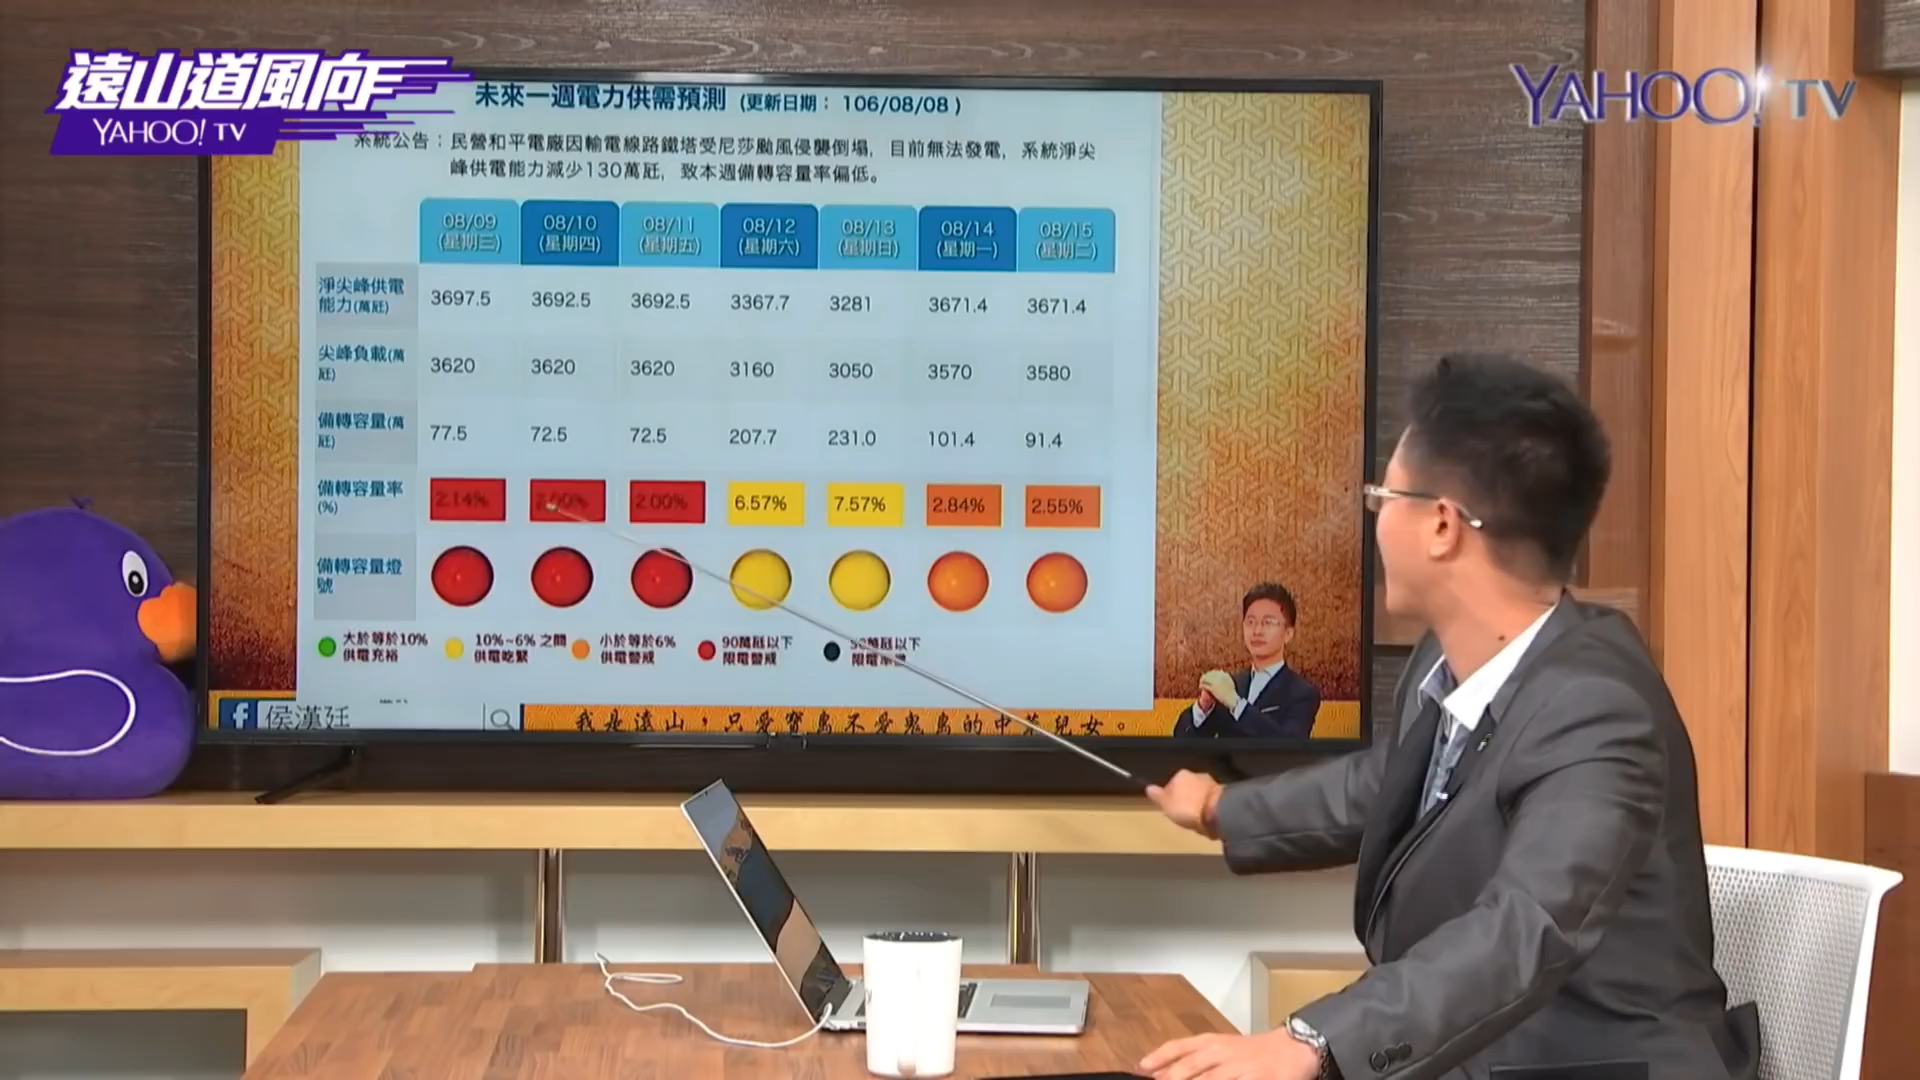 遠山道風向
YAHOO! TV
YAHOO! TV
未來一週電力供需預測 (更新日期： 106/08/08 )
系統公告：民營和平電廠因輸電線路鐵塔受尼莎颱風侵襲倒塌，目前無法發電，系統淨尖
峰供電能力減少130萬瓩，致本週備轉容量率偏低。
08/09 08/10 08/11 08/12 08/13 08/14 08/15
(星期三) (星期四) (星期五) (星期六) (星期日) (星期一) (星期二)
淨尖峰供電
能力(萬瓩)
3697.5 3692.5 3692.5 3367.7 3281 3671.4 3671.4
尖峰負載(萬
瓩)
3620 3620 3620 3160 3050 3570 3580
備轉容量(萬
瓩)
77.5 72.5 72.5 207.7 231.0 101.4 91.4
備轉容量率
(%)
2.14% 2.00% 2.00% 6.57% 7.57% 2.84% 2.55%
備轉容量燈
號
大於等於10% 10%~6% 之間 小於等於6% 90萬瓩以下 萬瓩以下
供電充裕 供電吃緊 供電警戒 限電警戒 限電
侯漢廷
我是遠山，只愛寶島不愛鬼島的中華兒女。